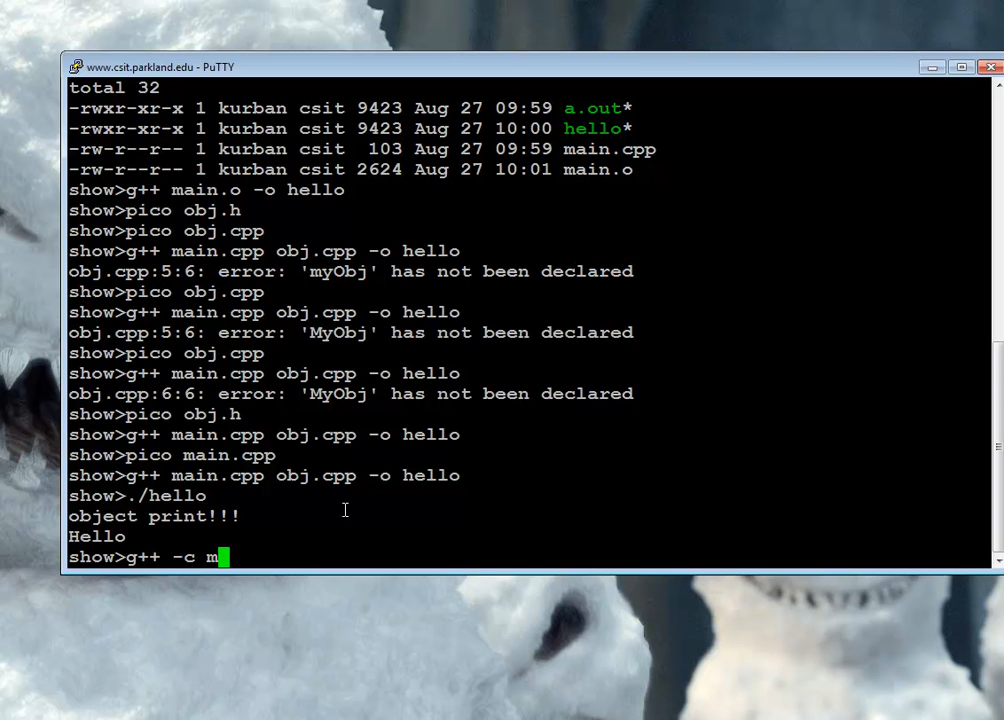 www.csit.parkland.edu - PuTTY
total 32
-rwxr-xr-x 1 kurban csit 9423 Aug 27 09:59 a.out*
-rwxr-xr-x 1 kurban csit 9423 Aug 27 10:00 hello*
-rw-r--r-- 1 kurban csit  103 Aug 27 09:59 main.cpp
-rw-r--r-- 1 kurban csit 2624 Aug 27 10:01 main.o
show>g++ main.o -o hello
show>pico obj.h
show>pico obj.cpp
show>g++ main.cpp obj.cpp -o hello
obj.cpp:5:6: error: 'myObj' has not been declared
show>pico obj.cpp
show>g++ main.cpp obj.cpp -o hello
obj.cpp:5:6: error: 'MyObj' has not been declared
show>pico obj.cpp
show>g++ main.cpp obj.cpp -o hello
obj.cpp:6:6: error: 'MyObj' has not been declared
show>pico obj.h
show>g++ main.cpp obj.cpp -o hello
show>pico main.cpp
show>g++ main.cpp obj.cpp -o hello
show>./hello
object print!!!
Hello
show>g++ -c m